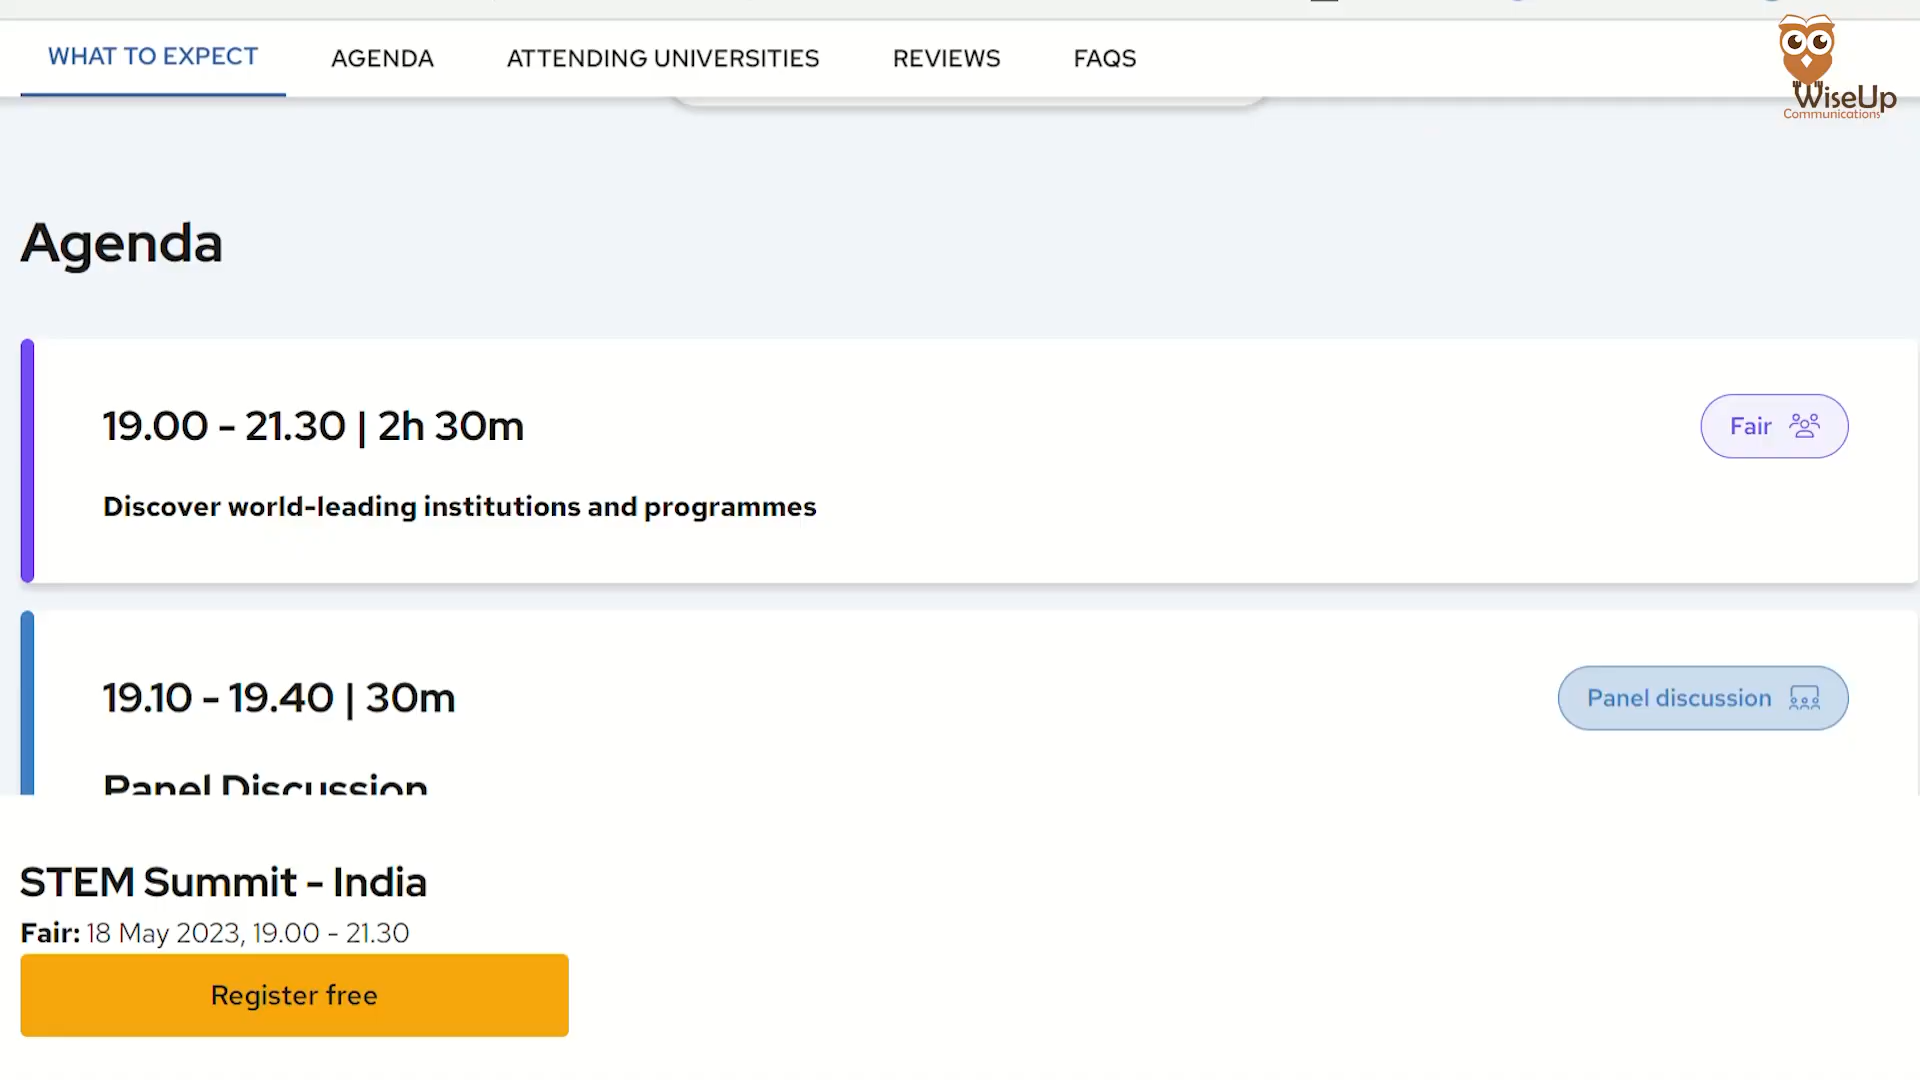 WHAT TO EXPECT
AGENDA
ATTENDING UNIVERSITIES
REVIEWS
FAQS
WiseUp
Communications
Agenda
19.00 - 21.30 | 2h 30m
Fair
Discover world-leading institutions and programmes
19.10 - 19.40 | 30m
Panel discussion
Panel Discussion
STEM Summit - India
Fair: 18 May 2023, 19.00 - 21.30
Register free